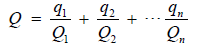 Q = q₁/Q₁ + q₂/Q₂ + ⋯ qₙ/Qₙ